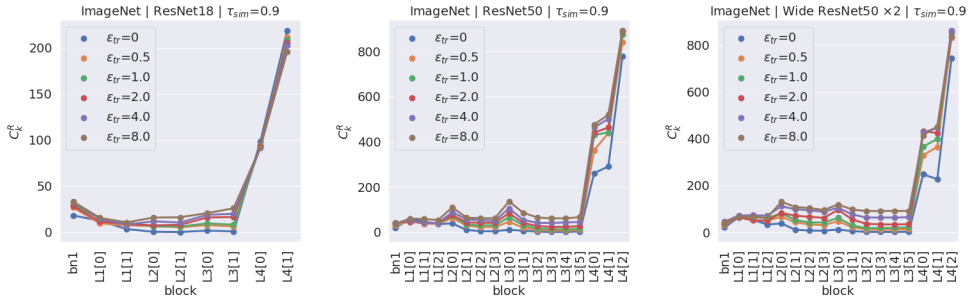 ImageNet | ResNet18 | τsim=0.9
200
150
100
50
0
C_k^R
εtr=0
εtr=0.5
εtr=1.0
εtr=2.0
εtr=4.0
εtr=8.0
bn1
L1[0]
L1[1]
L2[0]
L2[1]
L3[0]
L3[1]
L4[0]
L4[1]
block
ImageNet | ResNet50 | τsim=0.9
800
600
400
200
0
C_k^R
εtr=0
εtr=0.5
εtr=1.0
εtr=2.0
εtr=4.0
εtr=8.0
bn1
L1[0]
L1[1]
L1[2]
L2[0]
L2[1]
L2[2]
L2[3]
L3[0]
L3[1]
L3[2]
L3[3]
L3[4]
L3[5]
L4[0]
L4[1]
L4[2]
block
ImageNet | Wide ResNet50 ×2 | τsim=0.9
800
600
400
200
0
C_k^R
εtr=0
εtr=0.5
εtr=1.0
εtr=2.0
εtr=4.0
εtr=8.0
bn1
L1[0]
L1[1]
L1[2]
L2[0]
L2[1]
L2[2]
L2[3]
L3[0]
L3[1]
L3[2]
L3[3]
L3[4]
L3[5]
L4[0]
L4[1]
L4[2]
block